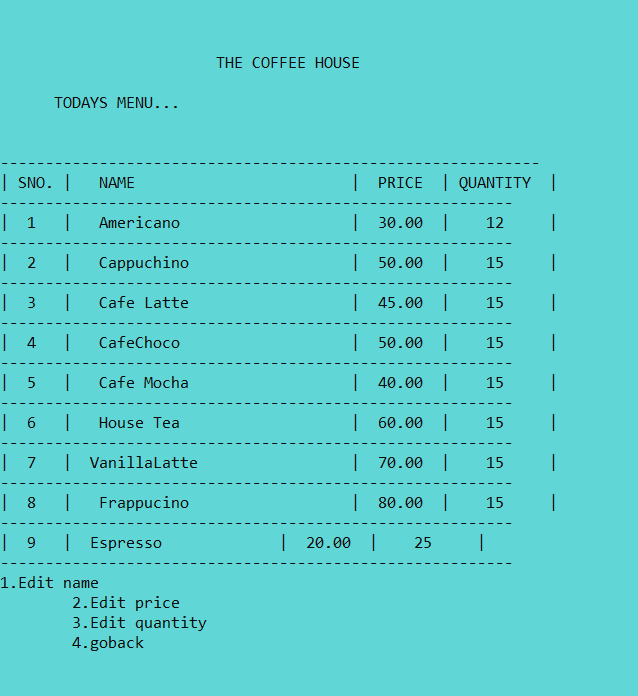 THE COFFEE HOUSE
TODAYS MENU...
------------------------------------------------------------
| SNO. |   NAME                        |  PRICE  | QUANTITY  |
---------------------------------------------------------
|  1   |   Americano                   |  30.00  |    12     |
---------------------------------------------------------
|  2   |   Cappuchino                  |  50.00  |    15     |
---------------------------------------------------------
|  3   |   Cafe Latte                  |  45.00  |    15     |
---------------------------------------------------------
|  4   |   CafeChoco                   |  50.00  |    15     |
---------------------------------------------------------
|  5   |   Cafe Mocha                  |  40.00  |    15     |
---------------------------------------------------------
|  6   |   House Tea                   |  60.00  |    15     |
---------------------------------------------------------
|  7   |  VanillaLatte                 |  70.00  |    15     |
---------------------------------------------------------
|  8   |   Frappucino                  |  80.00  |    15     |
---------------------------------------------------------
|  9   |  Espresso             |  20.00  |    25     |
---------------------------------------------------------
1.Edit name
2.Edit price
3.Edit quantity
4.goback